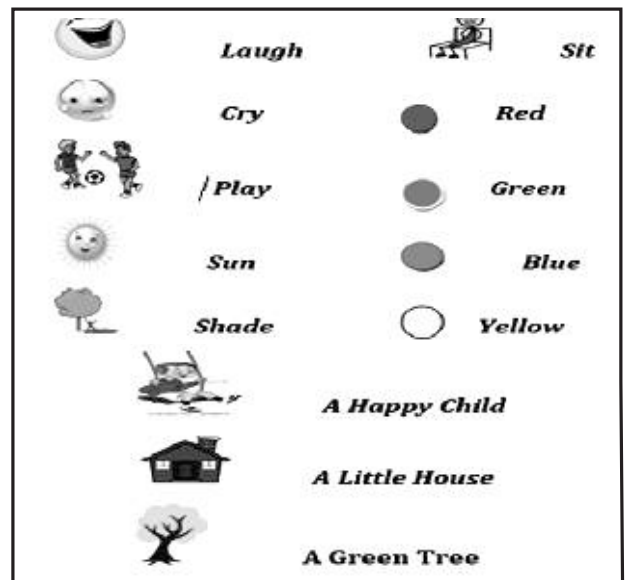 Laugh Sit
Cry Red
/Play Green
Sun Blue
Shade Yellow
A Happy Child
A Little House
A Green Tree